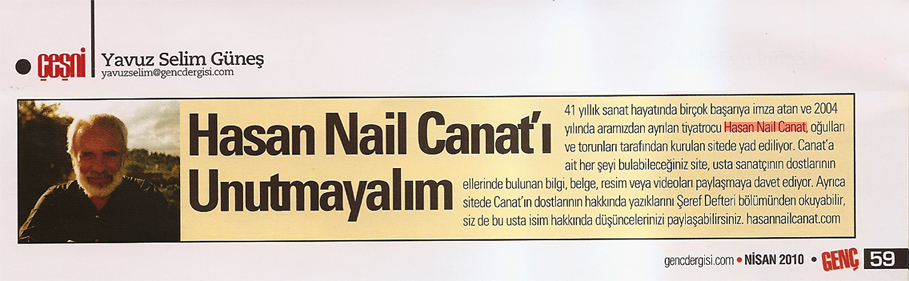 çeşni
Yavuz Selim Güneş
yavuzselim@gencdergisi.com
Hasan Nail Canat'ı
Unutmayalım
41 yıllık sanat hayatında birçok başarıya imza atan ve 2004
yılında aramızdan ayrılan tiyatrocu Hasan Nail Canat, oğulları
ve torunları tarafından kurulan sitede yad ediliyor. Canat'a
ait her şeyi bulabileceğiniz site, usta sanatçının dostlarının
ellerinde bulunan bilgi, belge, resim veya videoları paylaşmaya davet ediyor. Ayrıca
sitede Canat'ın dostlarının hakkında yazıklarını Şeref Defteri bölümünden okuyabilir,
siz de bu usta isim hakkında düşüncelerinizi paylaşabilirsiniz. hasannailcanat.com
gencdergisi.com • NİSAN 2010 • GENÇ 59